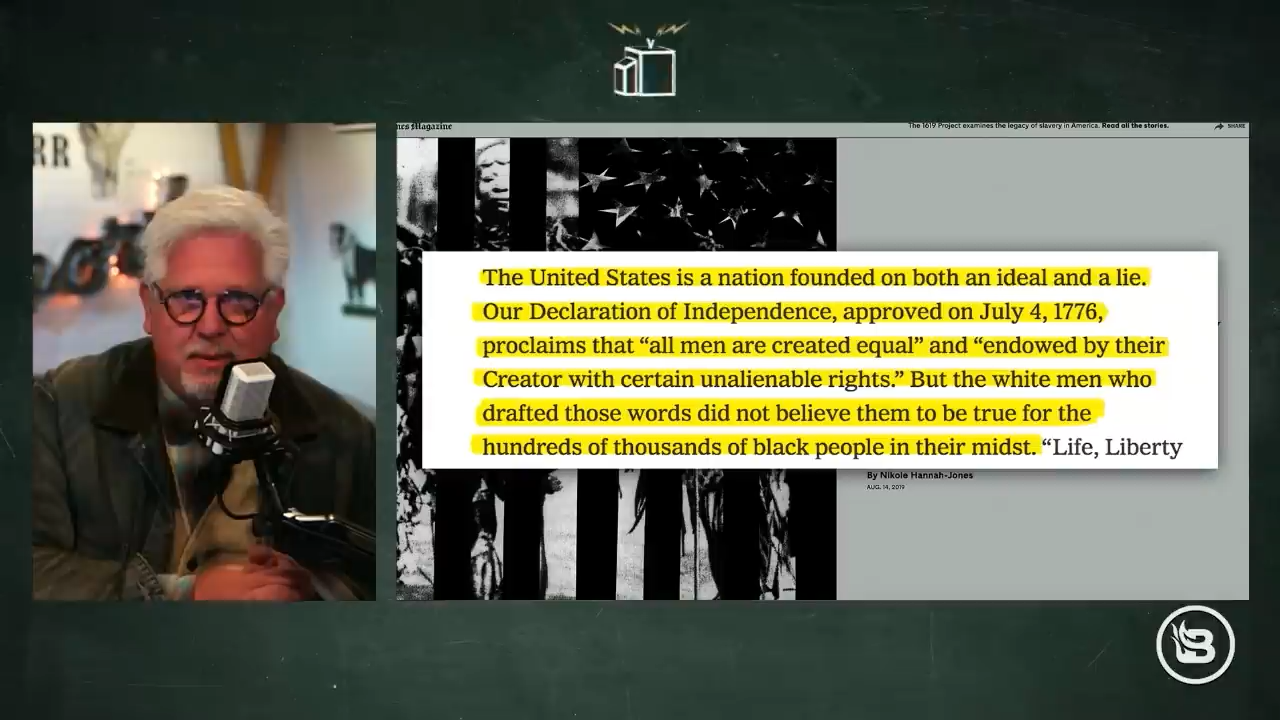 RR
nes Magazine
The 1619 Project examines the legacy of slavery in America. Read all the stories.
SHARE
The United States is a nation founded on both an ideal and a lie.
Our Declaration of Independence, approved on July 4, 1776,
proclaims that “all men are created equal” and “endowed by their
Creator with certain unalienable rights.” But the white men who
drafted those words did not believe them to be true for the
hundreds of thousands of black people in their midst. “Life, Liberty
By Nikole Hannah-Jones
AUG. 14, 2019
B